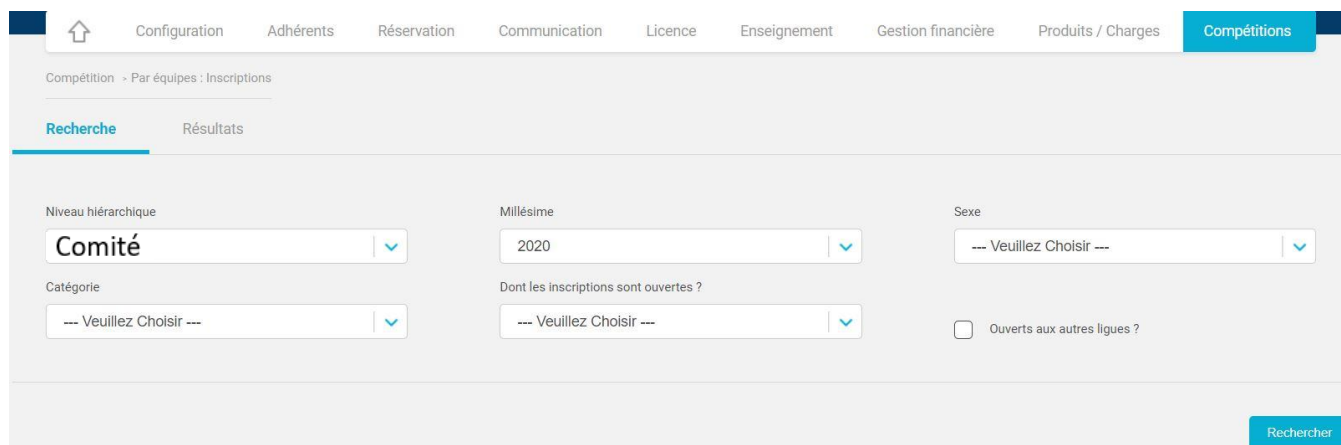 Configuration Adhérents Réservation Communication Licence Enseignement Gestion financière Produits / Charges Compétitions
Compétition > Par équipes : Inscriptions
Recherche Résultats
Niveau hiérarchique Millésime Sexe
Comité 2020 --- Veuillez Choisir ---
Catégorie Dont les inscriptions sont ouvertes ?
--- Veuillez Choisir --- --- Veuillez Choisir --- Ouverts aux autres ligues ?
Rechercher